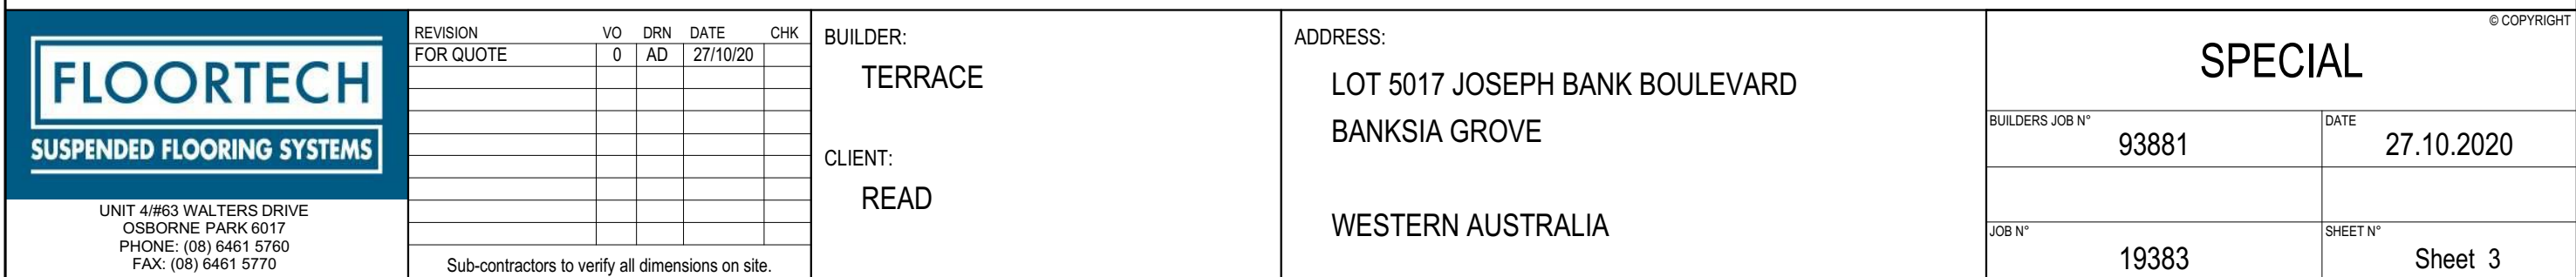 FLOORTECH
SUSPENDED FLOORING SYSTEMS
UNIT 4/#63 WALTERS DRIVE
OSBORNE PARK 6017
PHONE: (08) 6461 5760
FAX: (08) 6461 5770
REVISION VO DRN DATE CHK
FOR QUOTE 0 AD 27/10/20
Sub-contractors to verify all dimensions on site.
BUILDER:
TERRACE
CLIENT:
READ
ADDRESS:
LOT 5017 JOSEPH BANK BOULEVARD
BANKSIA GROVE
WESTERN AUSTRALIA
© COPYRIGHT
SPECIAL
BUILDERS JOB N° DATE
93881 27.10.2020
JOB N° SHEET N°
19383 Sheet 3